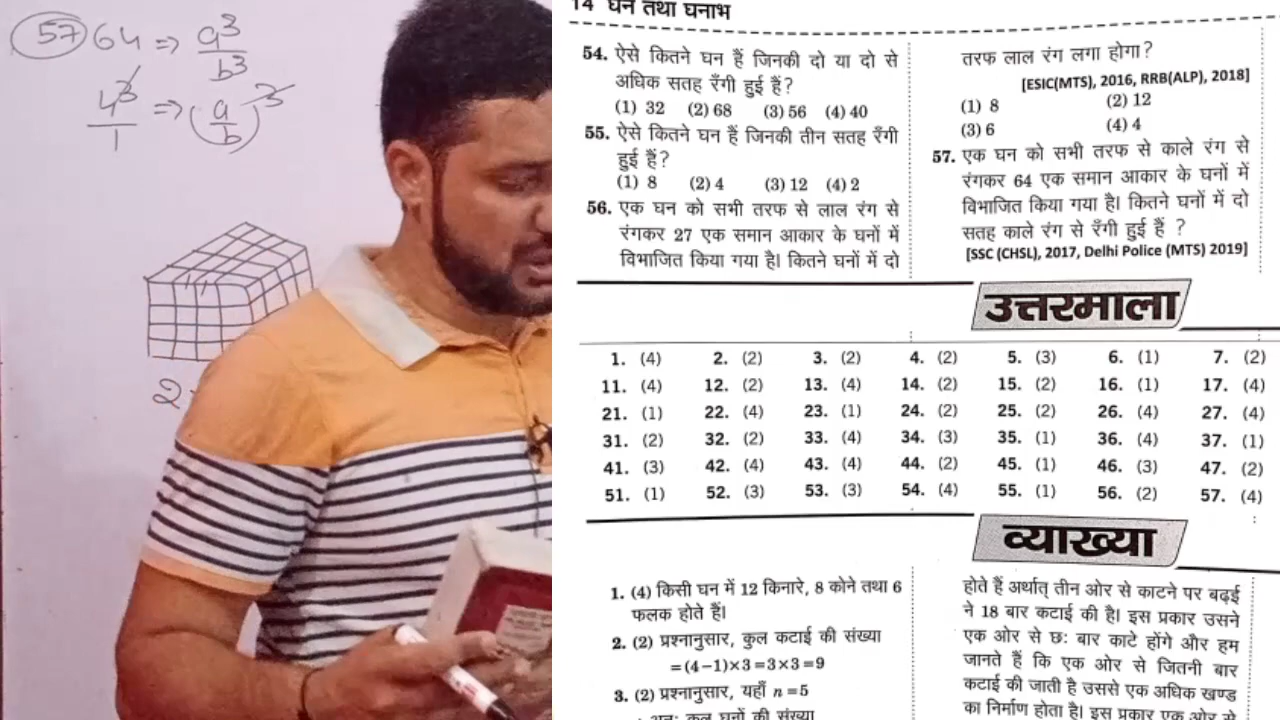 57 64 ⇒ a³/b³
4³/1 ⇒ (a/b)³
2
14 घन तथा घनाभ
54. ऐसे कितने घन हैं जिनकी दो या दो से
अधिक सतह रँगी हुई हैं?
(1) 32 (2) 68 (3) 56 (4) 40
55. ऐसे कितने घन हैं जिनकी तीन सतह रँगी
हुई हैं?
(1) 8 (2) 4 (3) 12 (4) 2
56. एक घन को सभी तरफ से लाल रंग से
रंगकर 27 एक समान आकार के घनों में
विभाजित किया गया है। कितने घनों में दो
तरफ लाल रंग लगा होगा?
[ESIC(MTS), 2016, RRB(ALP), 2018]
(1) 8 (2) 12
(3) 6 (4) 4
57. एक घन को सभी तरफ से काले रंग से
रंगकर 64 एक समान आकार के घनों में
विभाजित किया गया है। कितने घनों में दो
सतह काले रंग से रँगी हुई हैं ?
[SSC (CHSL), 2017, Delhi Police (MTS) 2019]
उत्तरमाला
1. (4) 2. (2) 3. (2) 4. (2) 5. (3) 6. (1) 7. (2)
11. (4) 12. (2) 13. (4) 14. (2) 15. (2) 16. (1) 17. (4)
21. (1) 22. (4) 23. (1) 24. (2) 25. (2) 26. (4) 27. (4)
31. (2) 32. (2) 33. (4) 34. (3) 35. (1) 36. (4) 37. (1)
41. (3) 42. (4) 43. (4) 44. (2) 45. (1) 46. (3) 47. (2)
51. (1) 52. (3) 53. (3) 54. (4) 55. (1) 56. (2) 57. (4)
व्याख्या
1. (4) किसी घन में 12 किनारे, 8 कोने तथा 6
फलक होते हैं।
2. (2) प्रश्नानुसार, कुल कटाई की संख्या
=(4−1)×3=3×3=9
3. (2) प्रश्नानुसार, यहाँ n=5
∴ अतः कुल घनों की संख्या
होते हैं अर्थात् तीन ओर से काटने पर बढ़ई
ने 18 बार कटाई की है। इस प्रकार उसने
एक ओर से छः बार काटे होंगे और हम
जानते हैं कि एक ओर से जितनी बार
कटाई की जाती है उससे एक अधिक खण्ड
का निर्माण होता है। इस प्रकार एक ओर से